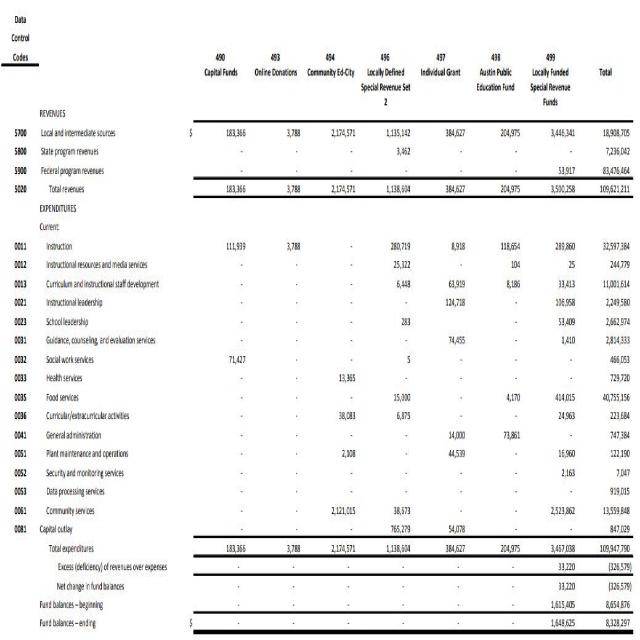 Data
Control
Codes 490 493 494 496 497 498 499
Capital Funds Online Donations Community Ed-City Locally Defined Individual Grant Austin Public Locally Funded Total
Special Revenue Set Education Fund Special Revenue
2 Funds
REVENUES
5700 Local and intermediate sources $ 183,366 3,788 2,174,571 1,135,142 384,627 204,975 3,446,341 18,908,705
5800 State program revenues - - - 3,462 - - - 7,236,042
5900 Federal program revenues - - - - - - 53,917 83,476,464
5020 Total revenues 183,366 3,788 2,174,571 1,138,604 384,627 204,975 3,500,258 109,621,211
EXPENDITURES
Current:
0011 Instruction 111,939 3,788 - 280,719 8,918 118,654 289,860 32,597,384
0012 Instructional resources and media services - - - 25,322 - 104 25 244,779
0013 Curriculum and instructional staff development - - - 6,448 63,919 8,186 33,413 11,001,614
0021 Instructional leadership - - - - 124,718 - 106,958 2,249,580
0023 School leadership - - - 283 - - 53,409 2,662,974
0031 Guidance, counseling, and evaluation services - - - - 74,455 - 1,410 2,814,333
0032 Social work services 71,427 - - 5 - - - 466,053
0033 Health services - - 13,365 - - - - 729,720
0035 Food services - - - 15,000 - 4,170 414,015 40,755,156
0036 Curricular/extracurricular activities - - 38,083 6,875 - - 24,963 223,684
0041 General administration - - - - 14,000 73,861 - 747,384
0051 Plant maintenance and operations - - 2,108 - 44,539 - 16,960 122,190
0052 Security and monitoring services - - - - - - 2,163 7,047
0053 Data processing services - - - - - - - 919,015
0061 Community services - - 2,121,015 38,673 - - 2,523,862 13,559,848
0081 Capital outlay - - - 765,279 54,078 - - 847,029
Total expenditures 183,366 3,788 2,174,571 1,138,604 384,627 204,975 3,467,038 109,947,790
Excess (deficiency) of revenues over expenses - - - - - - 33,220 (326,579)
Net change in fund balances - - - - - - 33,220 (326,579)
Fund balances – beginning - - - - - - 1,615,405 8,654,876
Fund balances – ending $ - - - - - - 1,648,625 8,328,297